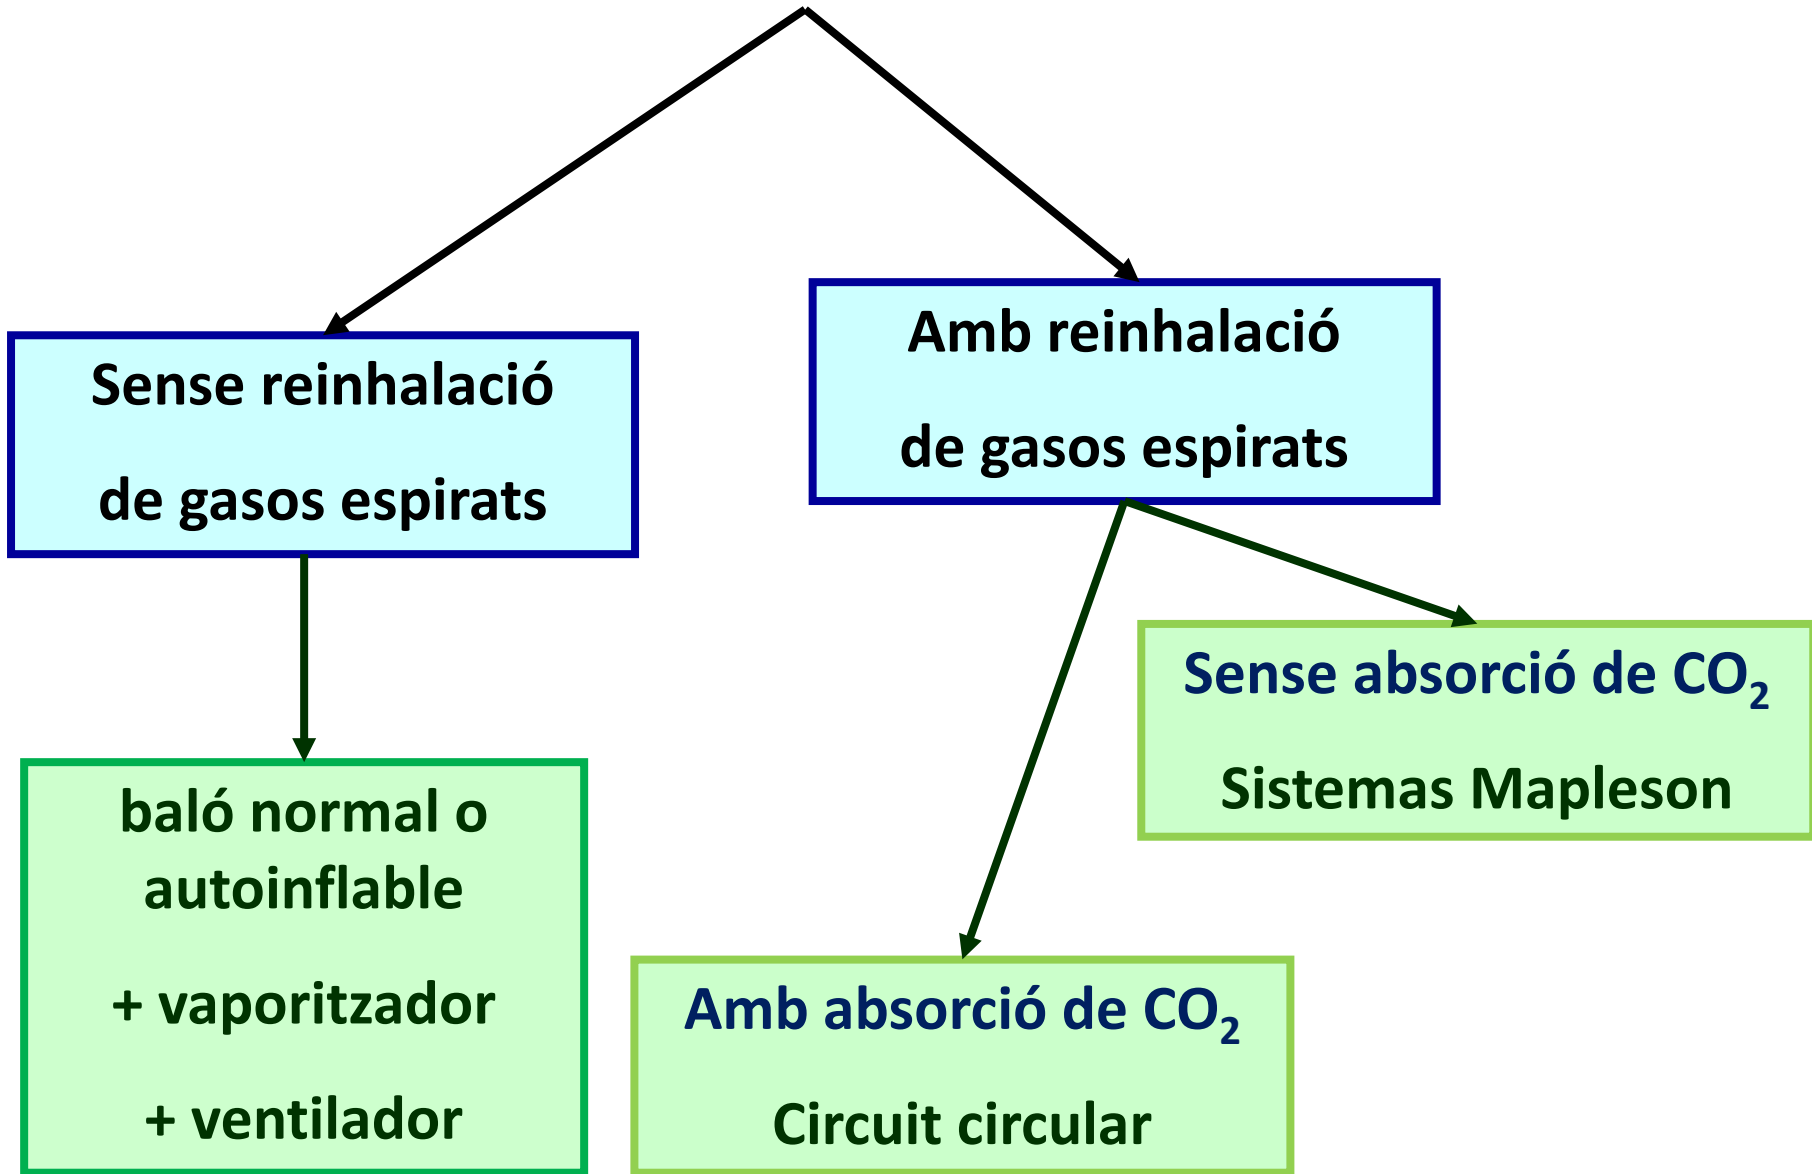 Sense reinhalació
de gasos espirats
Amb reinhalació
de gasos espirats
baló normal o
autoinflable
+ vaporitzador
+ ventilador
Amb absorció de CO₂
Circuit circular
Sense absorció de CO₂
Sistemas Mapleson